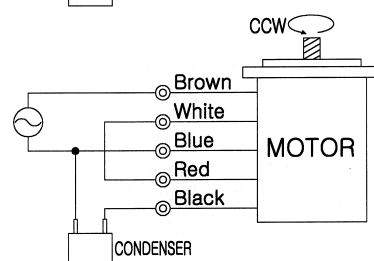 CCW
Brown
White
Blue
MOTOR
Red
Black
CONDENSER